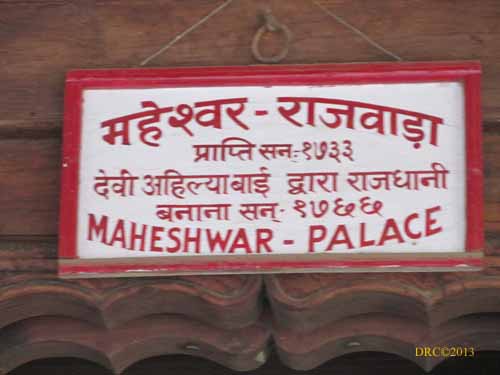 महेश्वर - राजवाड़ा
प्राप्ति सन्:-१७३३
देवी अहिल्याबाई द्वारा राजधानी
बनाना सन्:- १७६६
MAHESHWAR - PALACE
DRC©2013